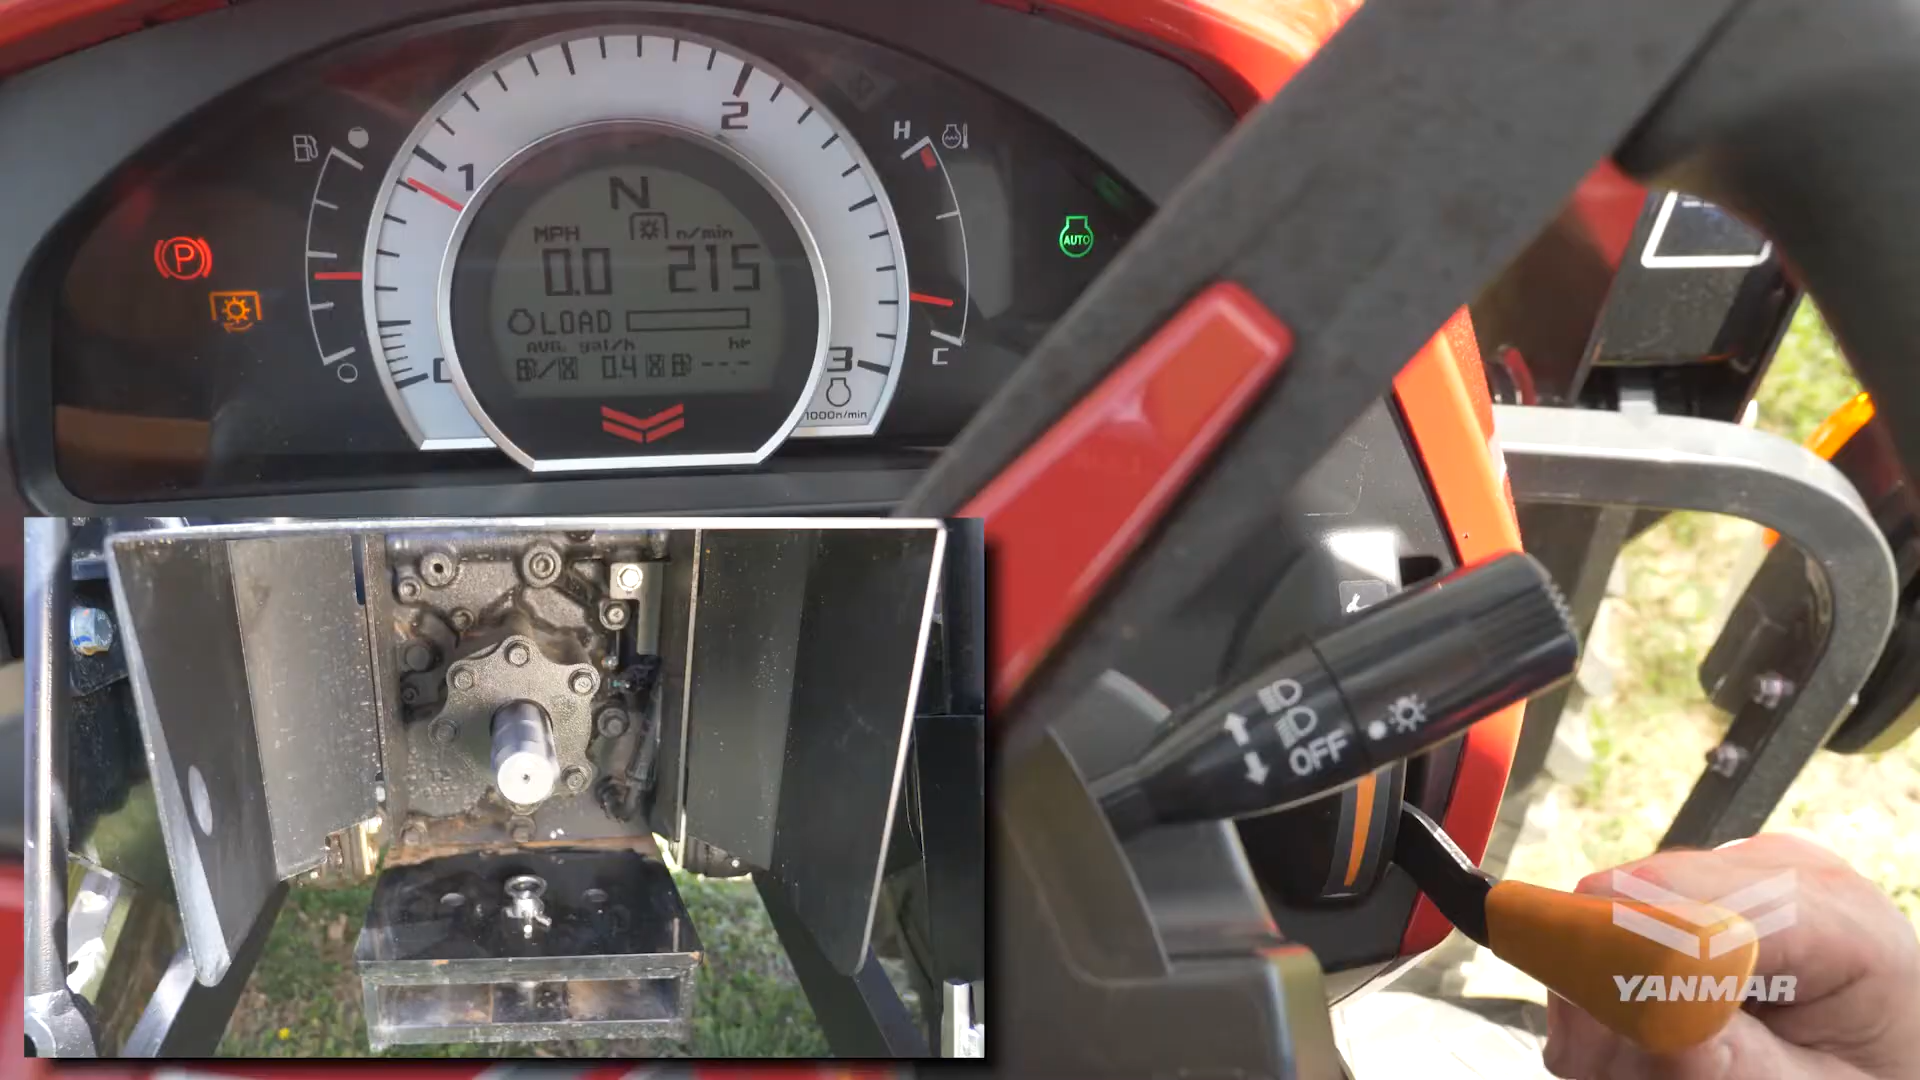 N
MPH
n/min
0.0
215
LOAD
AVG. gal/h
hr
0.4
---.-
0
1
2
3
1000n/min
H
C
P
AUTO
OFF
YANMAR